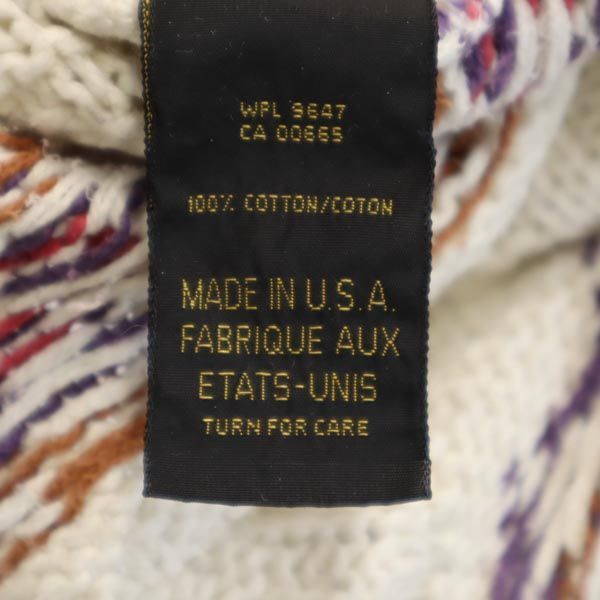 WPL 9647
CA 00665
100% COTTON/COTON
MADE IN U.S.A.
FABRIQUE AUX
ETATS-UNIS
TURN FOR CARE